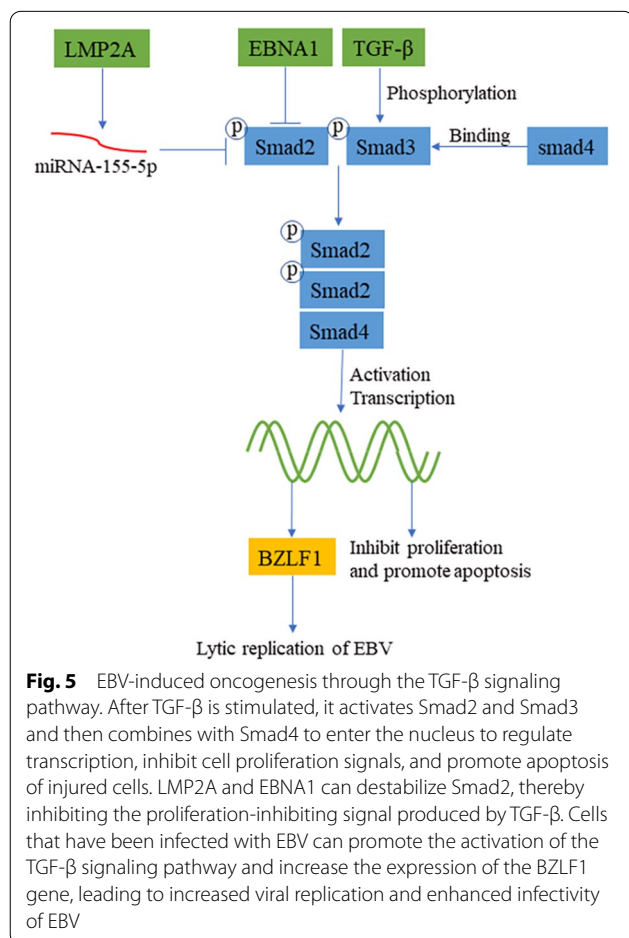 LMP2A
EBNA1
TGF-β
Phosphorylation
miRNA-155-5p
p
Smad2
p
Smad3
Binding
smad4
p
Smad2
p
Smad2
Smad4
Activation
Transcription
BZLF1
Inhibit proliferation
and promote apoptosis
Lytic replication of EBV
Fig. 5 EBV-induced oncogenesis through the TGF-β signaling
pathway. After TGF-β is stimulated, it activates Smad2 and Smad3
and then combines with Smad4 to enter the nucleus to regulate
transcription, inhibit cell proliferation signals, and promote apoptosis
of injured cells. LMP2A and EBNA1 can destabilize Smad2, thereby
inhibiting the proliferation-inhibiting signal produced by TGF-β. Cells
that have been infected with EBV can promote the activation of the
TGF-β signaling pathway and increase the expression of the BZLF1
gene, leading to increased viral replication and enhanced infectivity
of EBV